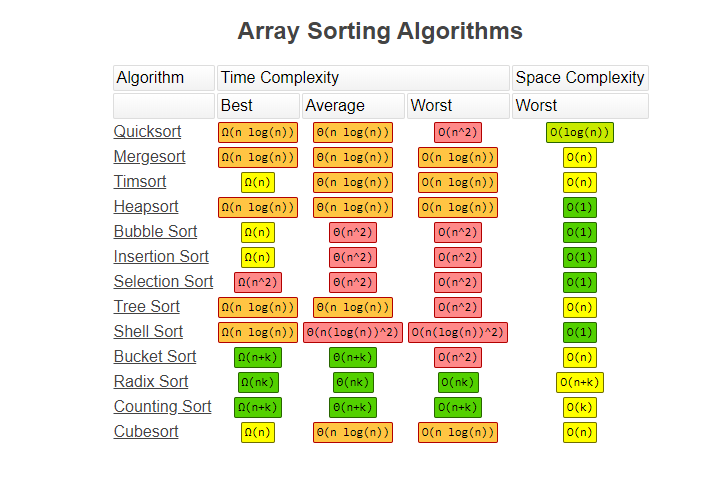 Array Sorting Algorithms
Algorithm Time Complexity Space Complexity
Best Average Worst Worst
Quicksort Ω(n log(n)) Θ(n log(n)) O(n^2) O(log(n))
Mergesort Ω(n log(n)) Θ(n log(n)) O(n log(n)) O(n)
Timsort Ω(n) Θ(n log(n)) O(n log(n)) O(n)
Heapsort Ω(n log(n)) Θ(n log(n)) O(n log(n)) O(1)
Bubble Sort Ω(n) Θ(n^2) O(n^2) O(1)
Insertion Sort Ω(n) Θ(n^2) O(n^2) O(1)
Selection Sort Ω(n^2) Θ(n^2) O(n^2) O(1)
Tree Sort Ω(n log(n)) Θ(n log(n)) O(n^2) O(n)
Shell Sort Ω(n log(n)) Θ(n(log(n))^2) O(n(log(n))^2) O(1)
Bucket Sort Ω(n+k) Θ(n+k) O(n^2) O(n)
Radix Sort Ω(nk) Θ(nk) O(nk) O(n+k)
Counting Sort Ω(n+k) Θ(n+k) O(n+k) O(k)
Cubesort Ω(n) Θ(n log(n)) O(n log(n)) O(n)